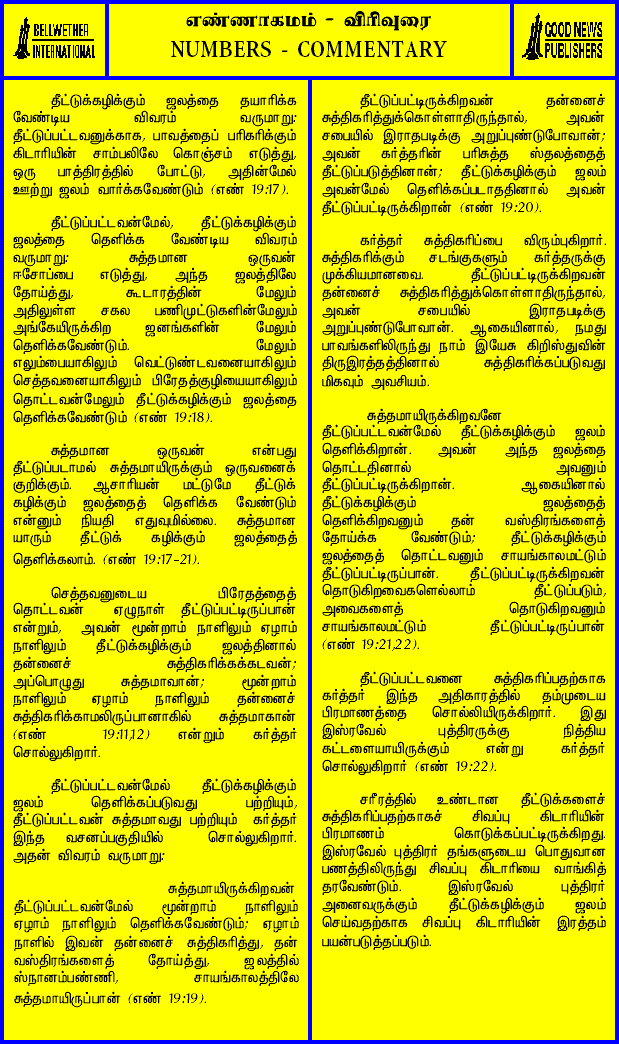 BELLWETHER
INTERNATIONAL
எண்ணாகமம் - விரிவுரை
NUMBERS - COMMENTARY
GOOD NEWS
PUBLISHERS
தீட்டுக்கழிக்கும் ஜலத்தை தயாரிக்க
வேண்டிய விவரம் வருமாறு:
தீட்டுப்பட்டவனுக்காக, பாவத்தைப் பரிகரிக்கும்
கிடாரியின் சாம்பலிலே கொஞ்சம் எடுத்து,
ஒரு பாத்திரத்தில் போட்டு, அதின்மேல்
ஊற்று ஜலம் வார்க்கவேண்டும் (எண் 19:17).
தீட்டுப்பட்டவன்மேல், தீட்டுக்கழிக்கும்
ஜலத்தை தெளிக்க வேண்டிய விவரம்
வருமாறு: சுத்தமான ஒருவன்
ஈசோப்பை எடுத்து, அந்த ஜலத்திலே
தோய்த்து, கூடாரத்தின் மேலும்
அதிலுள்ள சகல பணிமுட்டுகளின்மேலும்
அங்கேயிருக்கிற ஜனங்களின் மேலும்
தெளிக்கவேண்டும். மேலும்
எலும்பையாகிலும் வெட்டுண்டவனையாகிலும்
செத்தவனையாகிலும் பிரேதத்குழியையாகிலும்
தொட்டவன்மேலும் தீட்டுக்கழிக்கும் ஜலத்தை
தெளிக்கவேண்டும் (எண் 19:18).
சுத்தமான ஒருவன் என்பது
தீட்டுப்படாமல் சுத்தமாயிருக்கும் ஒருவனைக்
குறிக்கும். ஆசாரியன் மட்டுமே தீட்டுக்
கழிக்கும் ஜலத்தைத் தெளிக்க வேண்டும்
என்னும் நியதி எதுவுமில்லை. சுத்தமான
யாரும் தீட்டுக் கழிக்கும் ஜலத்தைத்
தெளிக்கலாம். (எண் 19:17-21).
செத்தவனுடைய பிரேதத்தைத்
தொட்டவன் ஏழுநாள் தீட்டுப்பட்டிருப்பான்
என்றும், அவன் மூன்றாம் நாளிலும் ஏழாம்
நாளிலும் தீட்டுக்கழிக்கும் ஜலத்தினால்
தன்னைச் சுத்திகரிக்கக்கடவன்;
அப்பொழுது சுத்தமாவான்; மூன்றாம்
நாளிலும் ஏழாம் நாளிலும் தன்னைச்
சுத்திகரிக்காமலிருப்பானாகில் சுத்தமாகான்
(எண் 19:11,12) என்றும் கர்த்தர்
சொல்லுகிறார்.
தீட்டுப்பட்டவன்மேல் தீட்டுக்கழிக்கும்
ஜலம் தெளிக்கப்படுவது பற்றியும்,
தீட்டுப்பட்டவன் சுத்தமாவது பற்றியும் கர்த்தர்
இந்த வசனப்பகுதியில் சொல்லுகிறார்.
அதன் விவரம் வருமாறு:
சுத்தமாயிருக்கிறவன்
தீட்டுப்பட்டவன்மேல் மூன்றாம் நாளிலும்
ஏழாம் நாளிலும் தெளிக்கவேண்டும்; ஏழாம்
நாளில் இவன் தன்னைச் சுத்திகரித்து, தன்
வஸ்திரங்களைத் தோய்த்து, ஜலத்தில்
ஸ்நானம்பண்ணி, சாயங்காலத்திலே
சுத்தமாயிருப்பான் (எண் 19:19).
தீட்டுப்பட்டிருக்கிறவன் தன்னைச்
சுத்திகரித்துக்கொள்ளாதிருந்தால், அவன்
சபையில் இராதபடிக்கு அறுப்புண்டுபோவான்;
அவன் கர்த்தரின் பரிசுத்த ஸ்தலத்தைத்
தீட்டுப்படுத்தினான்; தீட்டுக்கழிக்கும் ஜலம்
அவன்மேல் தெளிக்கப்படாததினால் அவன்
தீட்டுப்பட்டிருக்கிறான் (எண் 19:20).
கர்த்தர் சுத்திகரிப்பை விரும்புகிறார்.
சுத்திகரிக்கும் சடங்குகளும் கர்த்தருக்கு
முக்கியமானவை. தீட்டுப்பட்டிருக்கிறவன்
தன்னைச் சுத்திகரித்துக்கொள்ளாதிருந்தால்,
அவன் சபையில் இராதபடிக்கு
அறுப்புண்டுபோவான். ஆகையினால், நமது
பாவங்களிலிருந்து நாம் இயேசு கிறிஸ்துவின்
திருஇரத்தத்தினால் சுத்திகரிக்கப்படுவது
மிகவும் அவசியம்.
சுத்தமாயிருக்கிறவனே
தீட்டுப்பட்டவன்மேல் தீட்டுக்கழிக்கும் ஜலம்
தெளிக்கிறான். அவன் அந்த ஜலத்தை
தொட்டதினால் அவனும்
தீட்டுப்பட்டிருக்கிறான். ஆகையினால்
தீட்டுக்கழிக்கும் ஜலத்தைத்
தெளிக்கிறவனும் தன் வஸ்திரங்களைத்
தோய்க்க வேண்டும்; தீட்டுக்கழிக்கும்
ஜலத்தைத் தொட்டவனும் சாயங்காலமட்டும்
தீட்டுப்பட்டிருப்பான். தீட்டுப்பட்டிருக்கிறவன்
தொடுகிறவைகளெல்லாம் தீட்டுப்படும்,
அவைகளைத் தொடுகிறவனும்
சாயங்காலமட்டும் தீட்டுப்பட்டிருப்பான்
(எண் 19:21,22).
தீட்டுப்பட்டவனை சுத்திகரிப்பதற்காக
கர்த்தர் இந்த அதிகாரத்தில் தம்முடைய
பிரமாணத்தை சொல்லியிருக்கிறார். இது
இஸ்ரவேல் புத்திரருக்கு நித்திய
கட்டளையாயிருக்கும் என்று கர்த்தர்
சொல்லுகிறார் (எண் 19:22).
சரீரத்தில் உண்டான தீட்டுக்களைச்
சுத்திகரிப்பதற்காகச் சிவப்பு கிடாரியின்
பிரமாணம் கொடுக்கப்பட்டிருக்கிறது.
இஸ்ரவேல் புத்திரர் தங்களுடைய பொதுவான
பணத்திலிருந்து சிவப்பு கிடாரியை வாங்கித்
தரவேண்டும். இஸ்ரவேல் புத்திரர்
அனைவருக்கும் தீட்டுக்கழிக்கும் ஜலம்
செய்வதற்காக சிவப்பு கிடாரியின் இரத்தம்
பயன்படுத்தப்படும்.